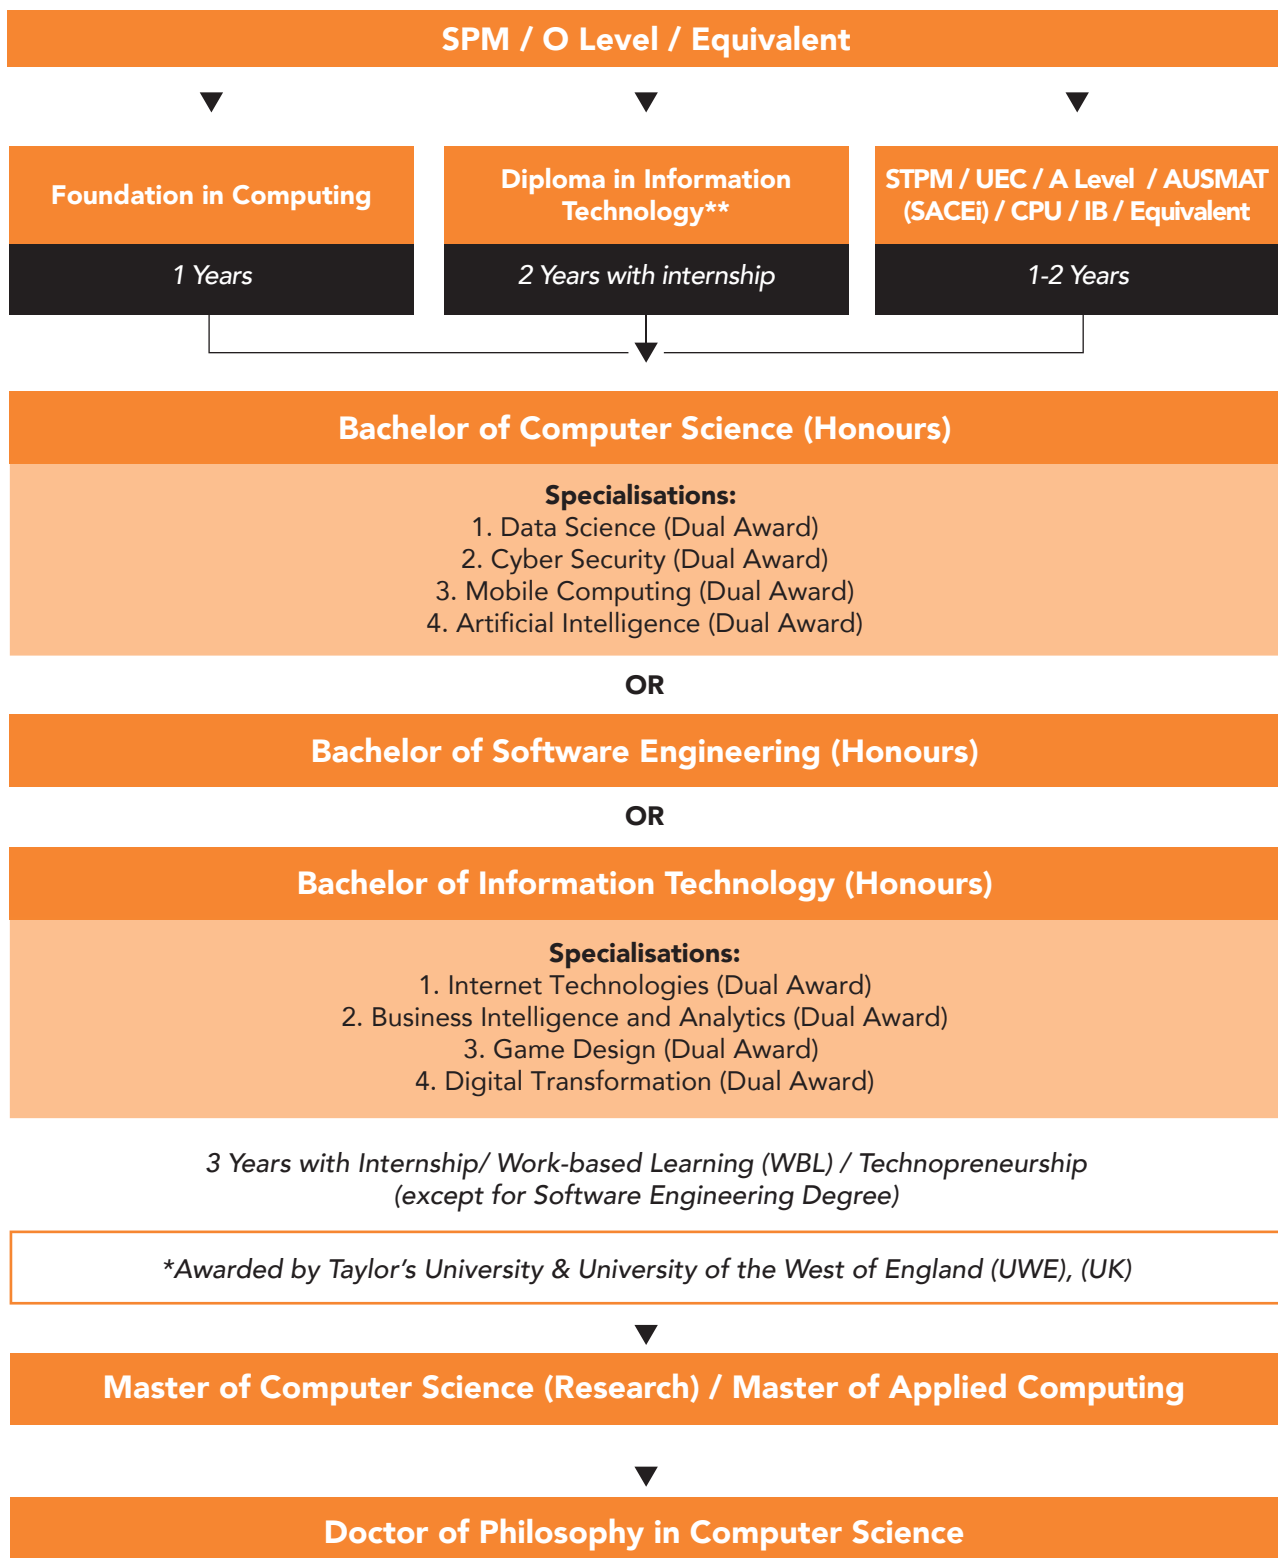 SPM / O Level / Equivalent
Foundation in Computing
1 Years
Diploma in Information
Technology**
2 Years with internship
STPM / UEC / A Level / AUSMAT
(SACEi) / CPU / IB / Equivalent
1-2 Years
Bachelor of Computer Science (Honours)
Specialisations:
1. Data Science (Dual Award)
2. Cyber Security (Dual Award)
3. Mobile Computing (Dual Award)
4. Artificial Intelligence (Dual Award)
OR
Bachelor of Software Engineering (Honours)
OR
Bachelor of Information Technology (Honours)
Specialisations:
1. Internet Technologies (Dual Award)
2. Business Intelligence and Analytics (Dual Award)
3. Game Design (Dual Award)
4. Digital Transformation (Dual Award)
3 Years with Internship/ Work-based Learning (WBL) / Technopreneurship
(except for Software Engineering Degree)
*Awarded by Taylor's University & University of the West of England (UWE), (UK)
Master of Computer Science (Research) / Master of Applied Computing
Doctor of Philosophy in Computer Science